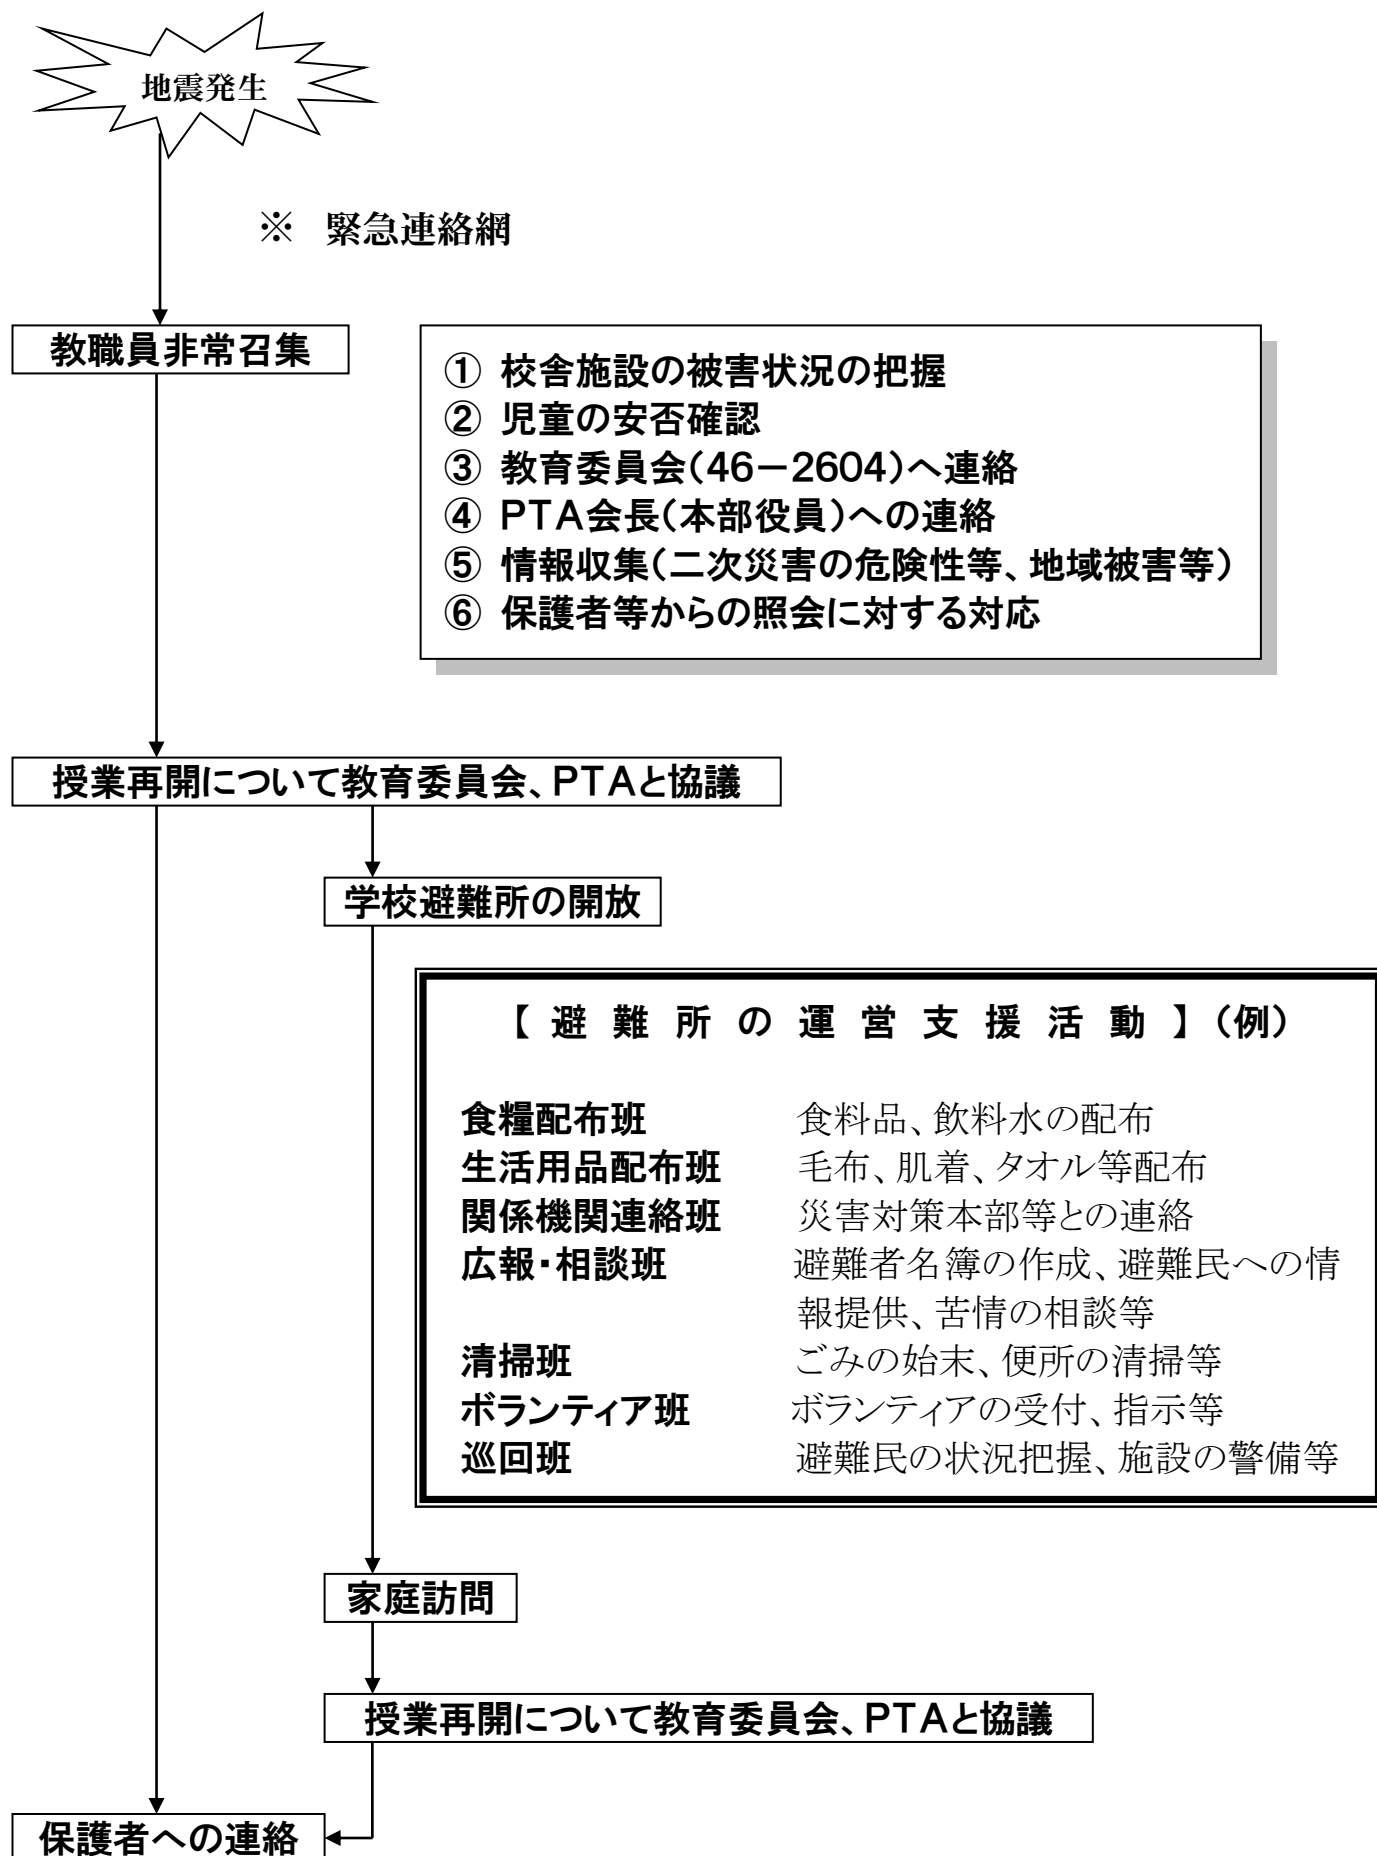 地震発生
※ 緊急連絡網
教職員非常召集
① 校舎施設の被害状況の把握
② 児童の安否確認
③ 教育委員会(46－2604)へ連絡
④ PTA会長(本部役員)への連絡
⑤ 情報収集(二次災害の危険性等、地域被害等)
⑥ 保護者等からの照会に対する対応
授業再開について教育委員会、PTAと協議
学校避難所の開放
【 避 難 所 の 運 営 支 援 活 動 】(例)
食糧配布班 食料品、飲料水の配布
生活用品配布班 毛布、肌着、タオル等配布
関係機関連絡班 災害対策本部等との連絡
広報・相談班 避難者名簿の作成、避難民への情
報提供、苦情の相談等
清掃班 ごみの始末、便所の清掃等
ボランティア班 ボランティアの受付、指示等
巡回班 避難民の状況把握、施設の警備等
家庭訪問
授業再開について教育委員会、PTAと協議
保護者への連絡